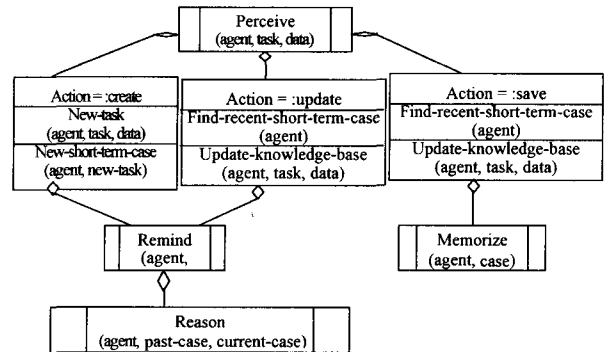 Perceive
(agent, task, data)
Action = :create
New-task
(agent, task, data)
New-short-term-case
(agent, new-task)
Action = :update
Find-recent-short-term-case
(agent)
Update-knowledge-base
(agent, task, data)
Action = :save
Find-recent-short-term-case
(agent)
Update-knowledge-base
(agent, task, data)
Remind
(agent,
Memorize
(agent, case)
Reason
(agent, past-case, current-case)